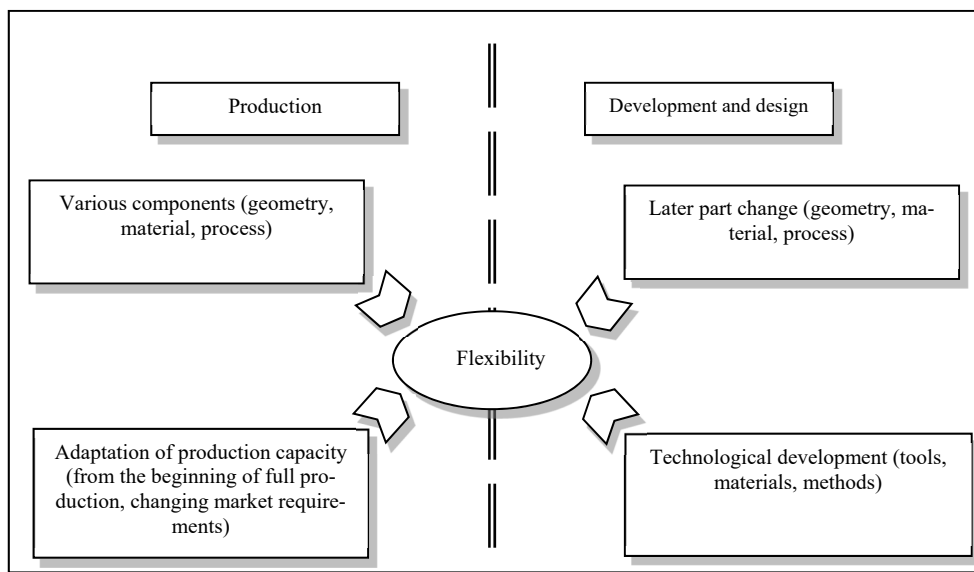 Production
Development and design
Various components (geometry,
material, process)
Later part change (geometry, ma-
terial, process)
Flexibility
Adaptation of production capacity
(from the beginning of full pro-
duction, changing market require-
ments)
Technological development (tools,
materials, methods)